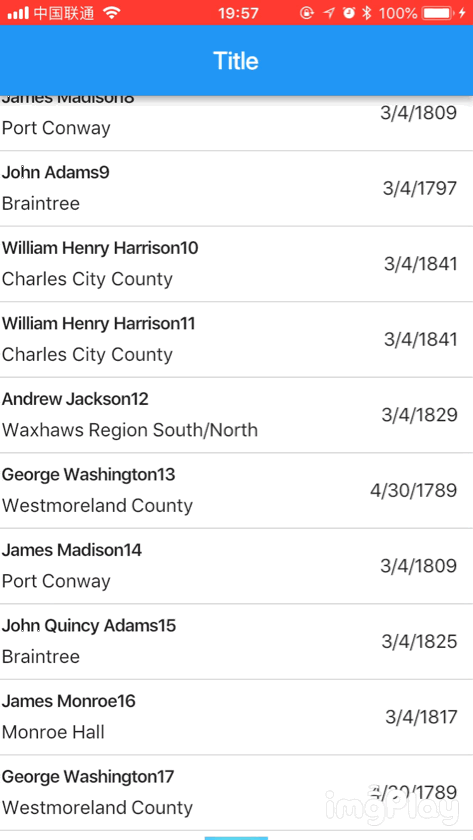 中国联通 19:57 100%
Title
James Madison8
Port Conway 3/4/1809
John Adams9
Braintree 3/4/1797
William Henry Harrison10
Charles City County 3/4/1841
William Henry Harrison11
Charles City County 3/4/1841
Andrew Jackson12
Waxhaws Region South/North 3/4/1829
George Washington13
Westmoreland County 4/30/1789
James Madison14
Port Conway 3/4/1809
John Quincy Adams15
Braintree 3/4/1825
James Monroe16
Monroe Hall 3/4/1817
George Washington17
Westmoreland County 4/30/1789
imgPlay